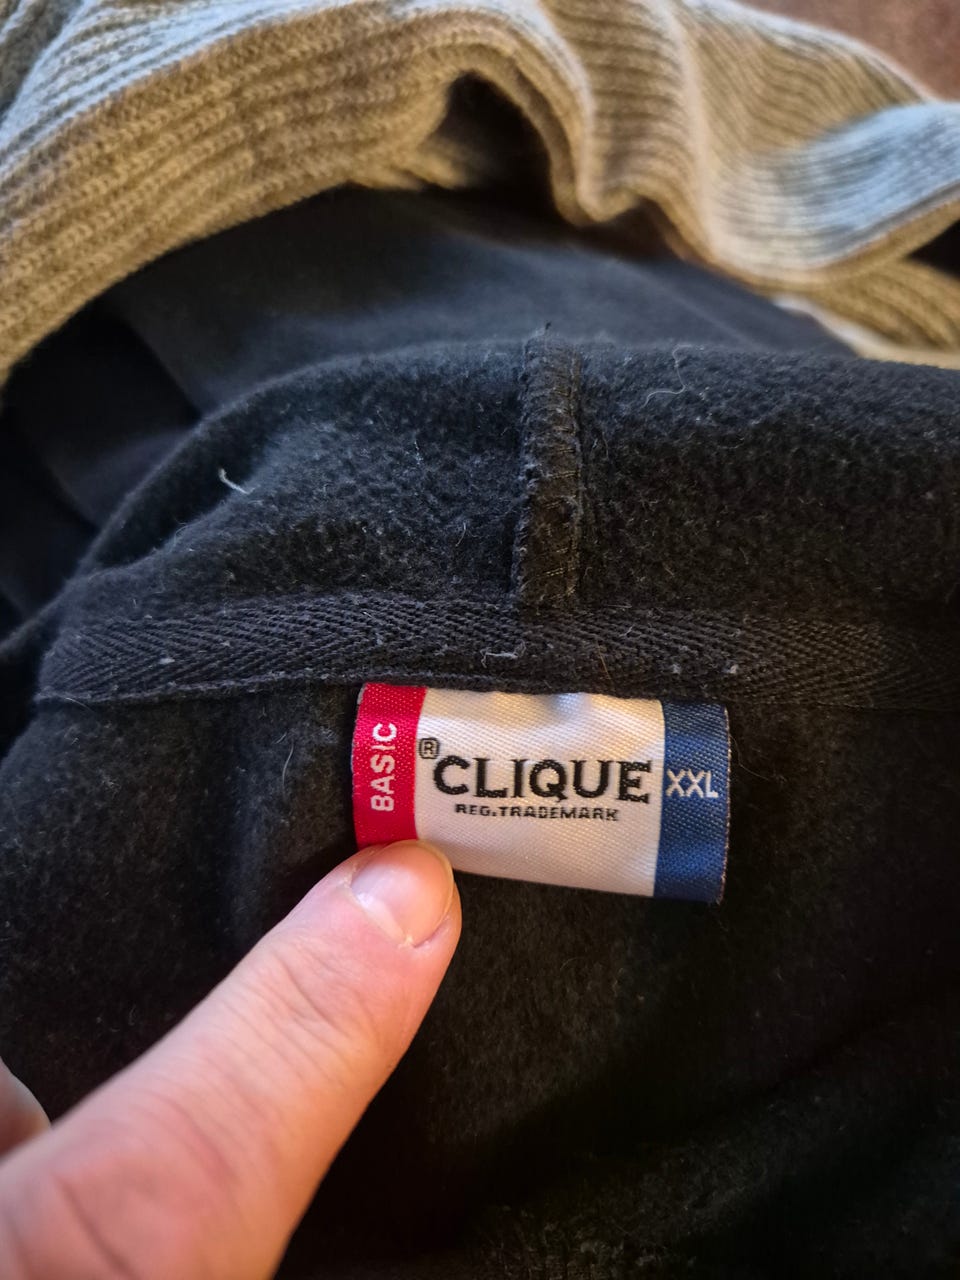 BASIC
®CLIQUE
REG.TRADEMARK
XXL